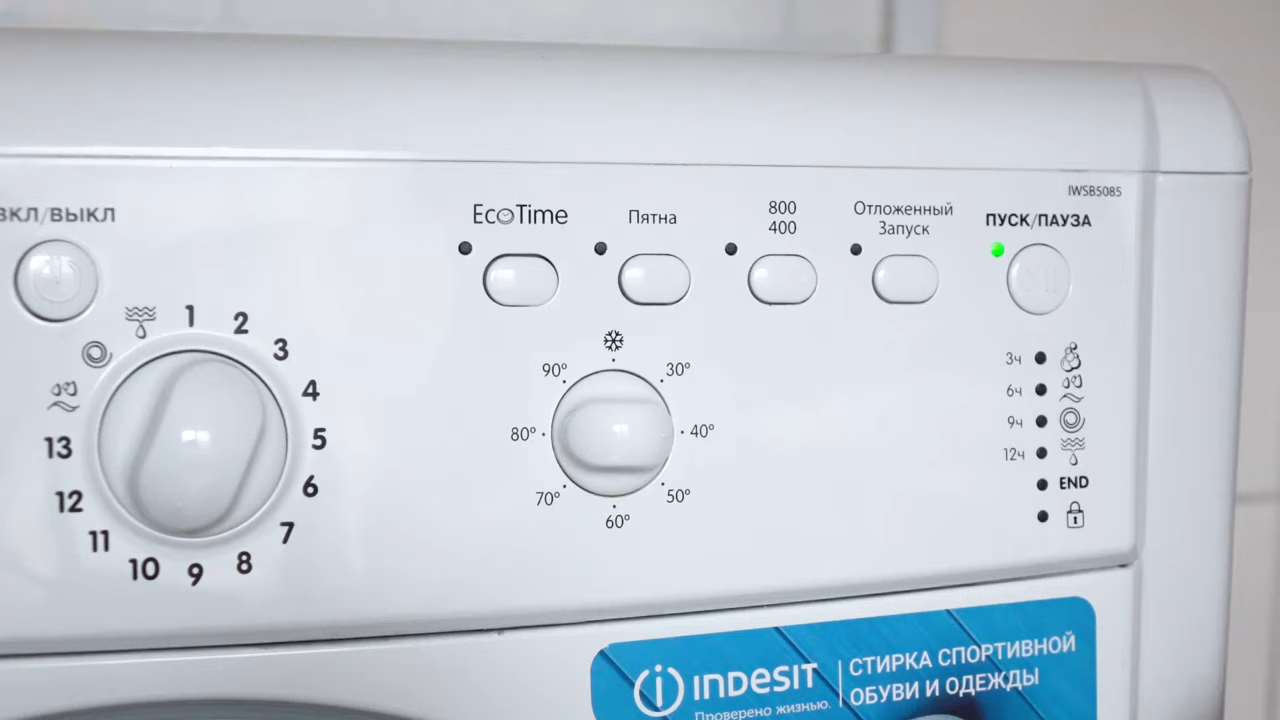 IWSB5085
ВКЛ/ВЫКЛ
EcoTime
Пятна
800
400
Отложенный
Запуск
ПУСК/ПАУЗА
1
2
3
4
5
6
7
8
9
10
11
12
13
30°
40°
50°
60°
70°
80°
90°
3ч
6ч
9ч
12ч
END
INDESIT
Проверено жизнью.
СТИРКА СПОРТИВНОЙ
ОБУВИ И ОДЕЖДЫ